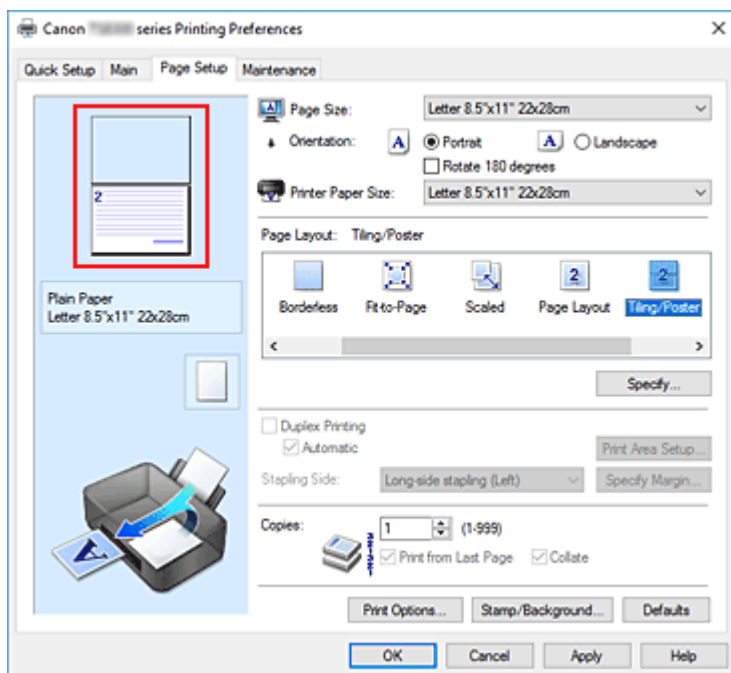 Canon series Printing Preferences
Quick Setup Main Page Setup Maintenance
2
Plain Paper
Letter 8.5"x11" 22x28cm
A
Page Size: Letter 8.5"x11" 22x28cm
Orientation: A Portrait A Landscape
Rotate 180 degrees
Printer Paper Size: Letter 8.5"x11" 22x28cm
Page Layout: Tiling/Poster
2 2
Borderless Fit-to-Page Scaled Page Layout Tiling/Poster
Specify...
Duplex Printing
Automatic Print Area Setup...
Stapling Side: Long-side stapling (Left) Specify Margin...
Copies: 1 (1-999)
Print from Last Page Collate
Print Options... Stamp/Background... Defaults
OK Cancel Apply Help